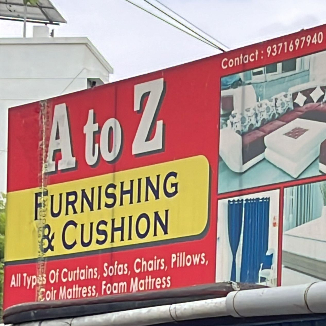 Contact : 9371697940
A to Z
FURNISHING
& CUSHION
All Types Of Curtains, Sofas, Chairs, Pillows,
Coir Mattress, Foam Mattress